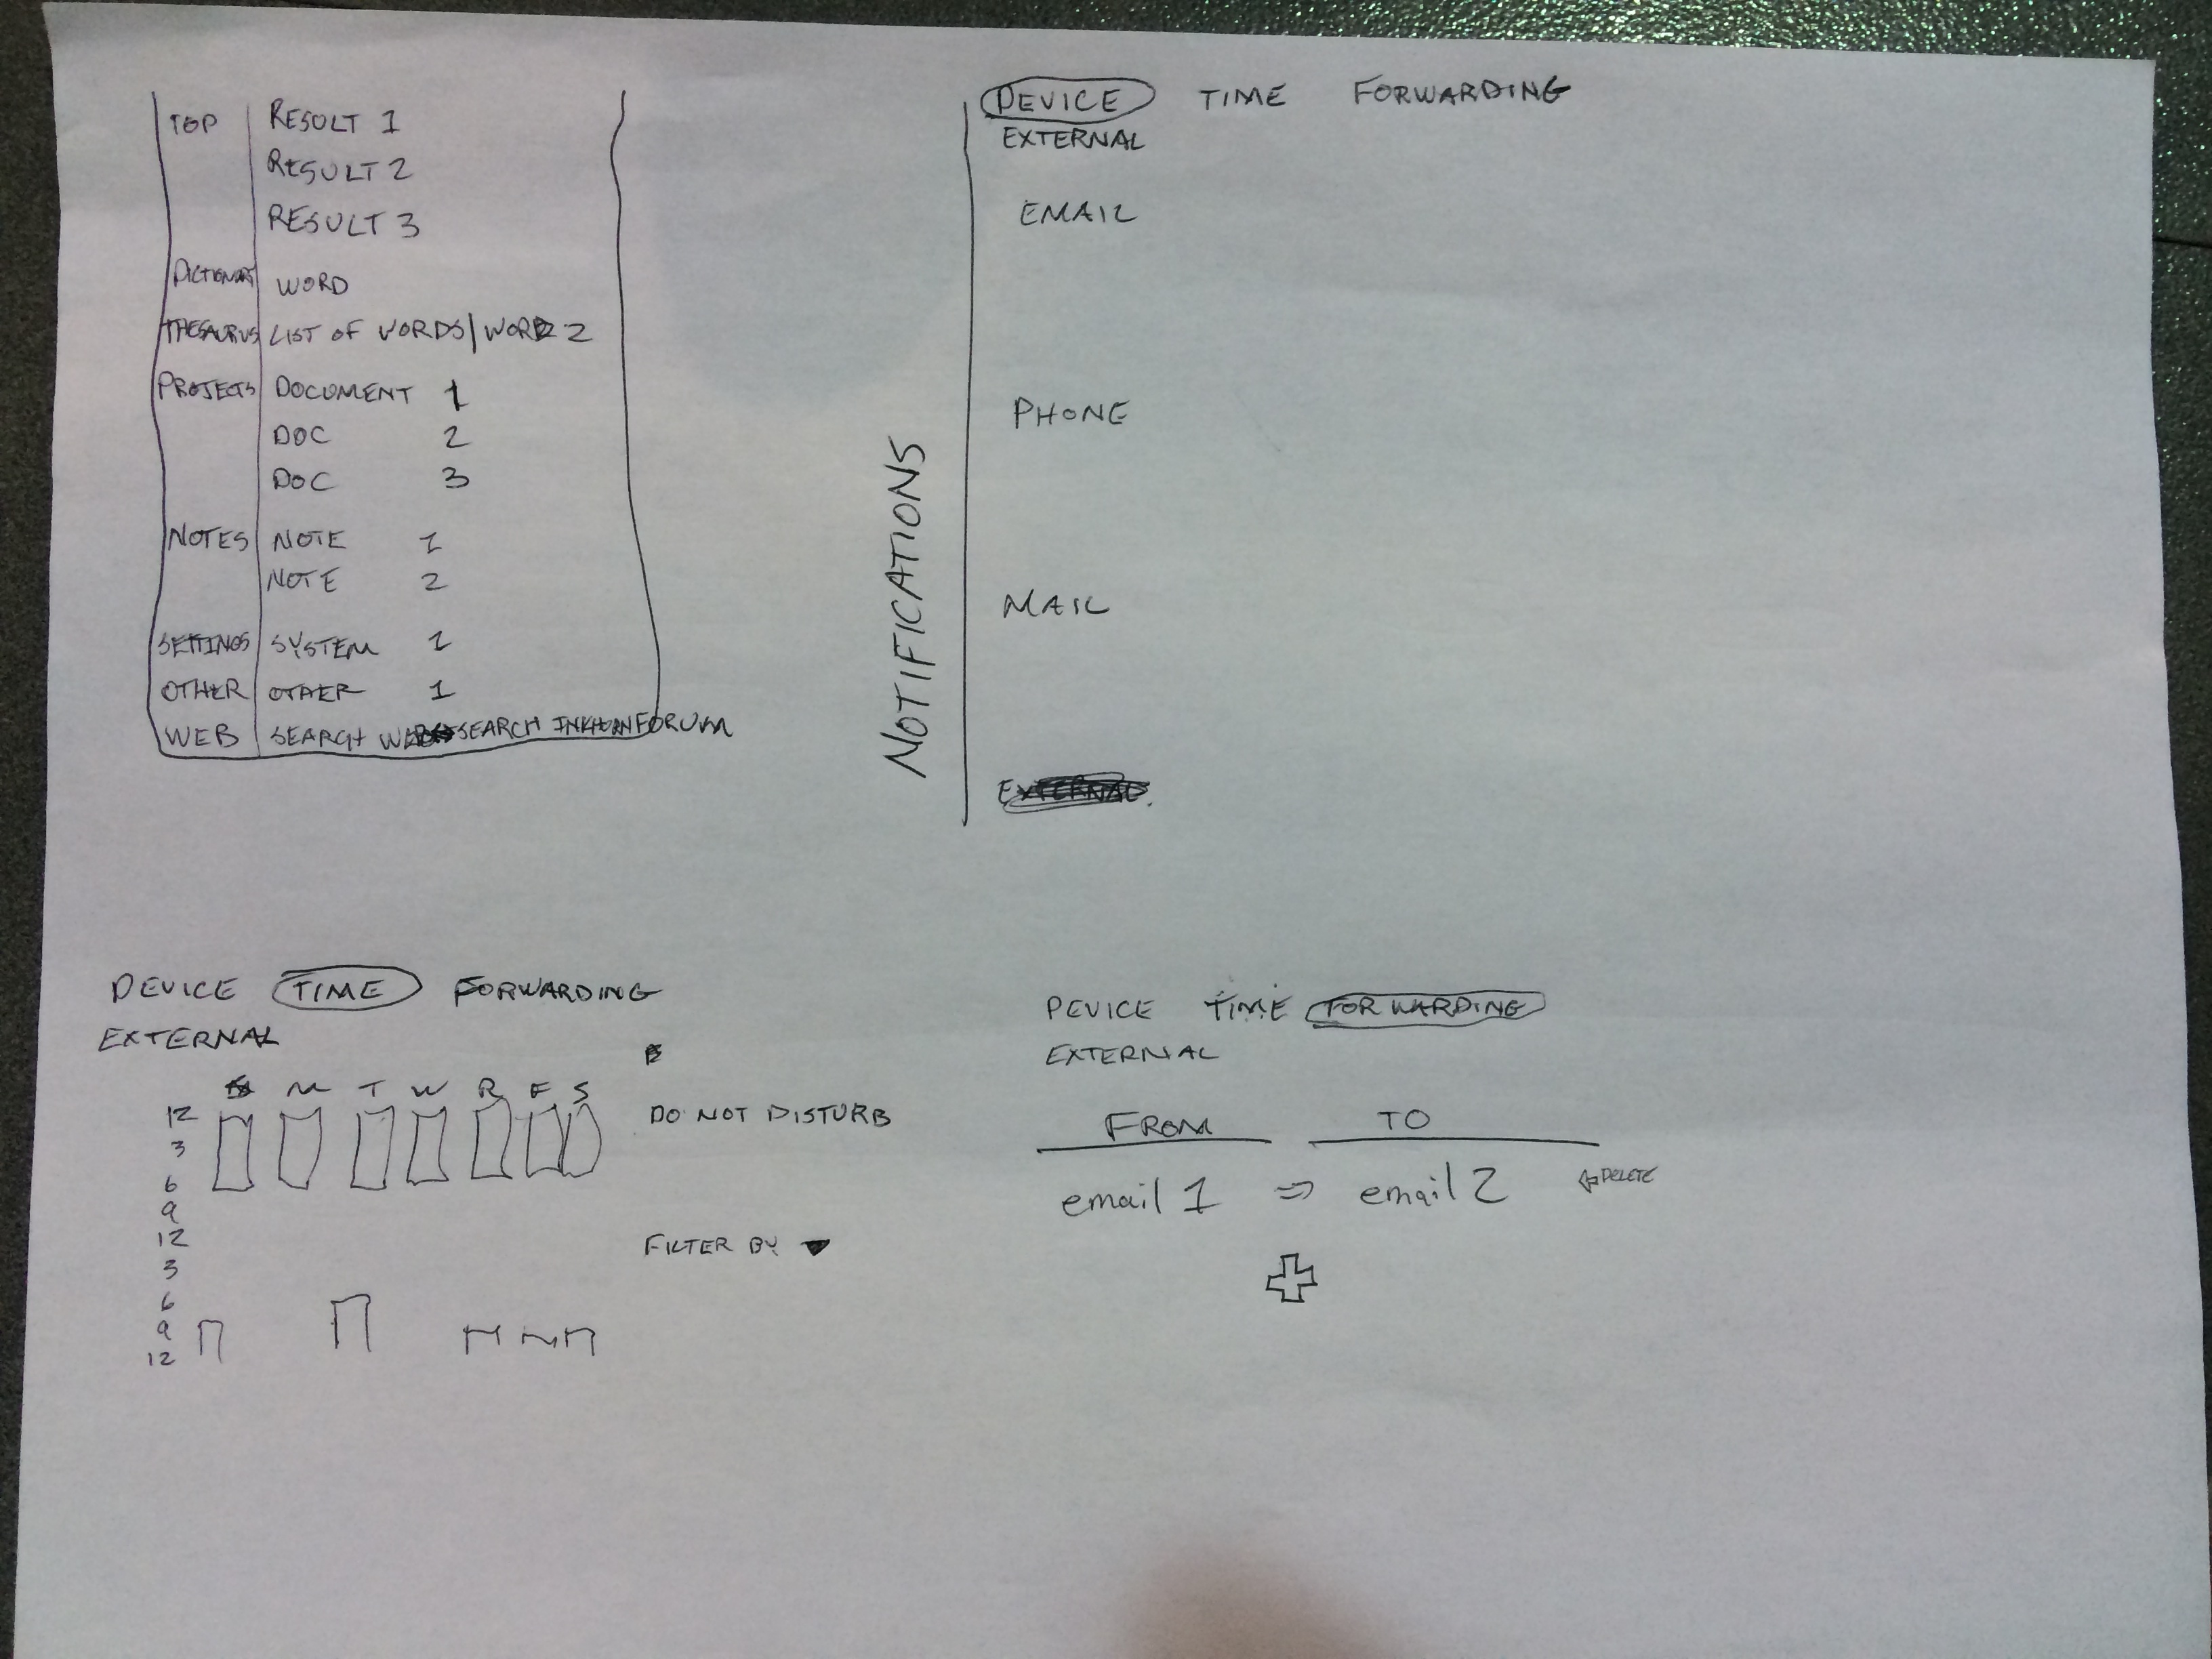 TOP RESULT 1
RESULT 2
RESULT 3
DICTIONARY WORD
THESAURUS LIST OF WORDS/WORD 2
PROJECTS DOCUMENT 1
DOC 2
DOC 3
NOTES NOTE 1
NOTE 2
SETTINGS SYSTEM 1
OTHER OTHER 1
WEB SEARCH WEB SEARCH FORUM
NOTIFICATIONS
DEVICE TIME FORWARDING
EXTERNAL
EMAIL
PHONE
MAIL
EXTERNAL
DEVICE TIME FORWARDING
EXTERNAL
M T W R F S
12
3
6
9
12
3
6
9
12
DO NOT DISTURB
FILTER BY
DEVICE TIME FORWARDING
EXTERNAL
FROM TO
email 1 ⇒ email 2 ⇐ DELETE